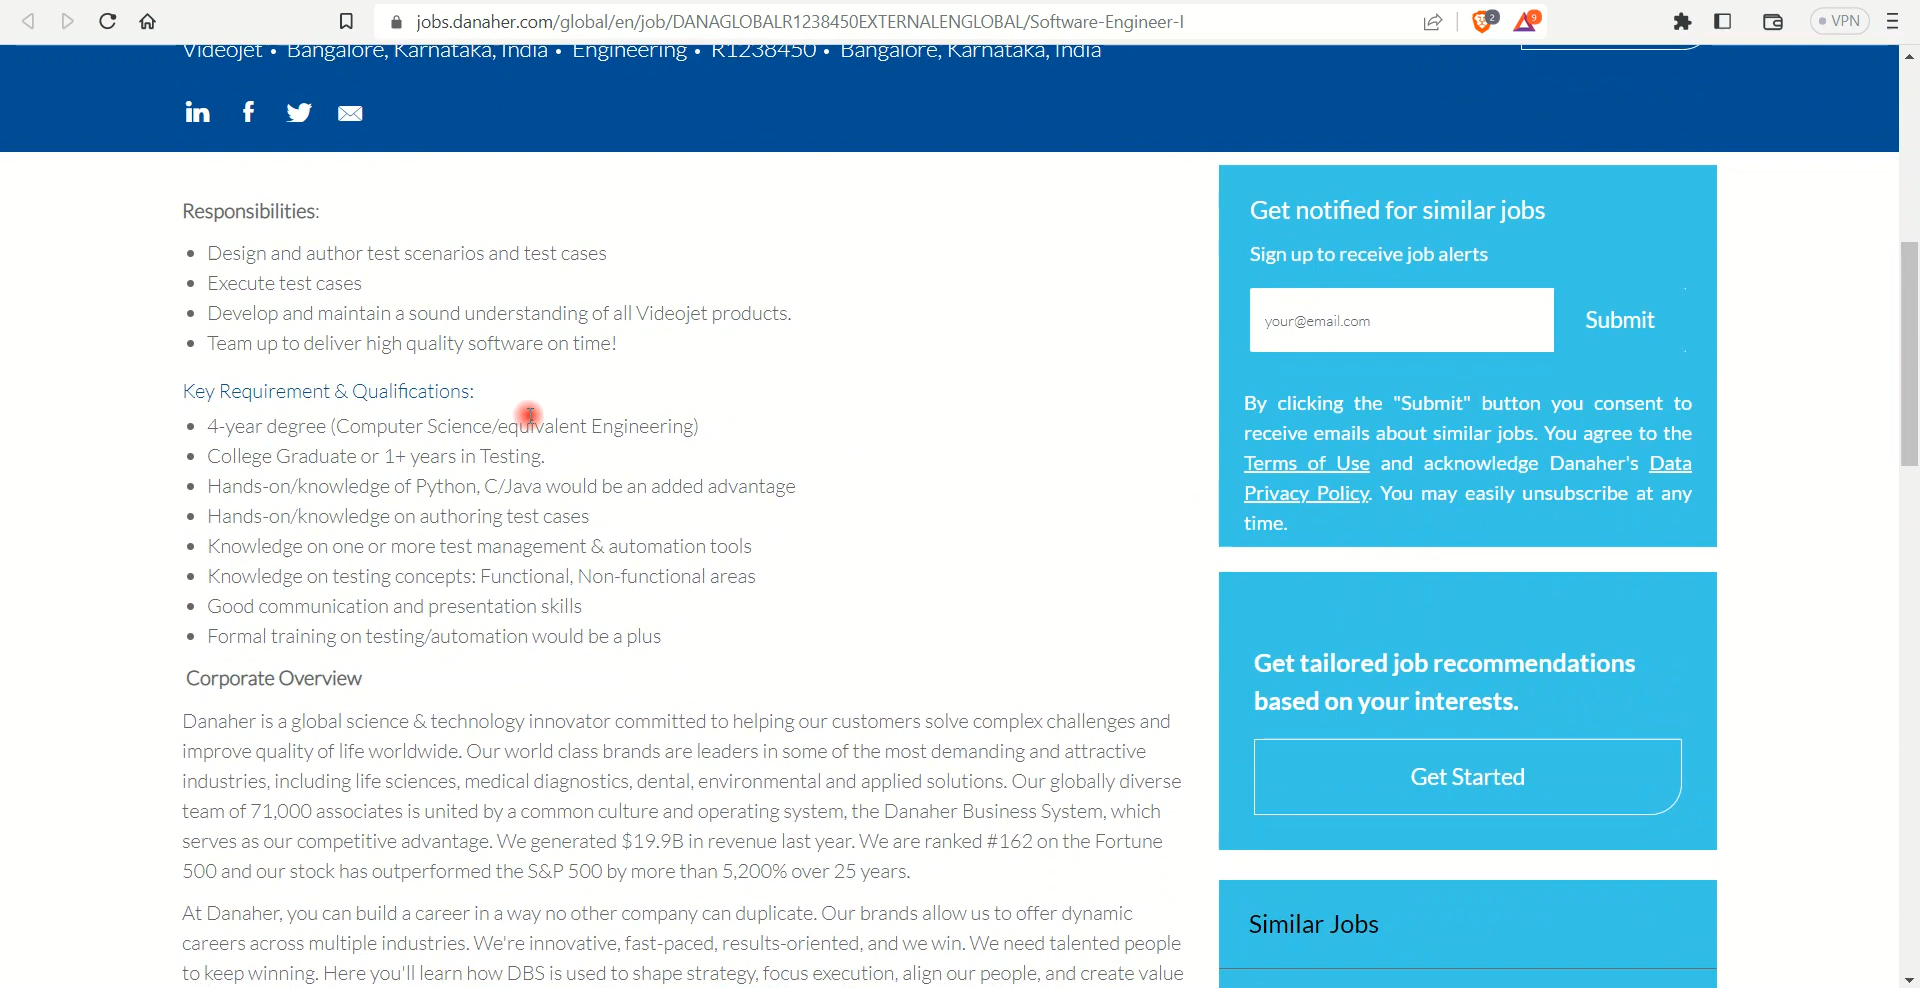 jobs.danaher.com/global/en/job/DANAGLOBALR1238450EXTERNALENGLOBAL/Software-Engineer-I
2
9
VPN
Videojet • Bangalore, Karnataka, India • Engineering • R1238450 • Bangalore, Karnataka, India
Responsibilities:
• Design and author test scenarios and test cases
• Execute test cases
• Develop and maintain a sound understanding of all Videojet products.
• Team up to deliver high quality software on time!
Key Requirement & Qualifications:
• 4-year degree (Computer Science/equivalent Engineering)
• College Graduate or 1+ years in Testing.
• Hands-on/knowledge of Python, C/Java would be an added advantage
• Hands-on/knowledge on authoring test cases
• Knowledge on one or more test management & automation tools
• Knowledge on testing concepts: Functional, Non-functional areas
• Good communication and presentation skills
• Formal training on testing/automation would be a plus
Corporate Overview
Danaher is a global science & technology innovator committed to helping our customers solve complex challenges and
improve quality of life worldwide. Our world class brands are leaders in some of the most demanding and attractive
industries, including life sciences, medical diagnostics, dental, environmental and applied solutions. Our globally diverse
team of 71,000 associates is united by a common culture and operating system, the Danaher Business System, which
serves as our competitive advantage. We generated $19.9B in revenue last year. We are ranked #162 on the Fortune
500 and our stock has outperformed the S&P 500 by more than 5,200% over 25 years.
At Danaher, you can build a career in a way no other company can duplicate. Our brands allow us to offer dynamic
careers across multiple industries. We're innovative, fast-paced, results-oriented, and we win. We need talented people
to keep winning. Here you'll learn how DBS is used to shape strategy, focus execution, align our people, and create value
Get notified for similar jobs
Sign up to receive job alerts
your@email.com
Submit
By clicking the "Submit" button you consent to
receive emails about similar jobs. You agree to the
Terms of Use and acknowledge Danaher's Data
Privacy Policy. You may easily unsubscribe at any
time.
Get tailored job recommendations
based on your interests.
Get Started
Similar Jobs